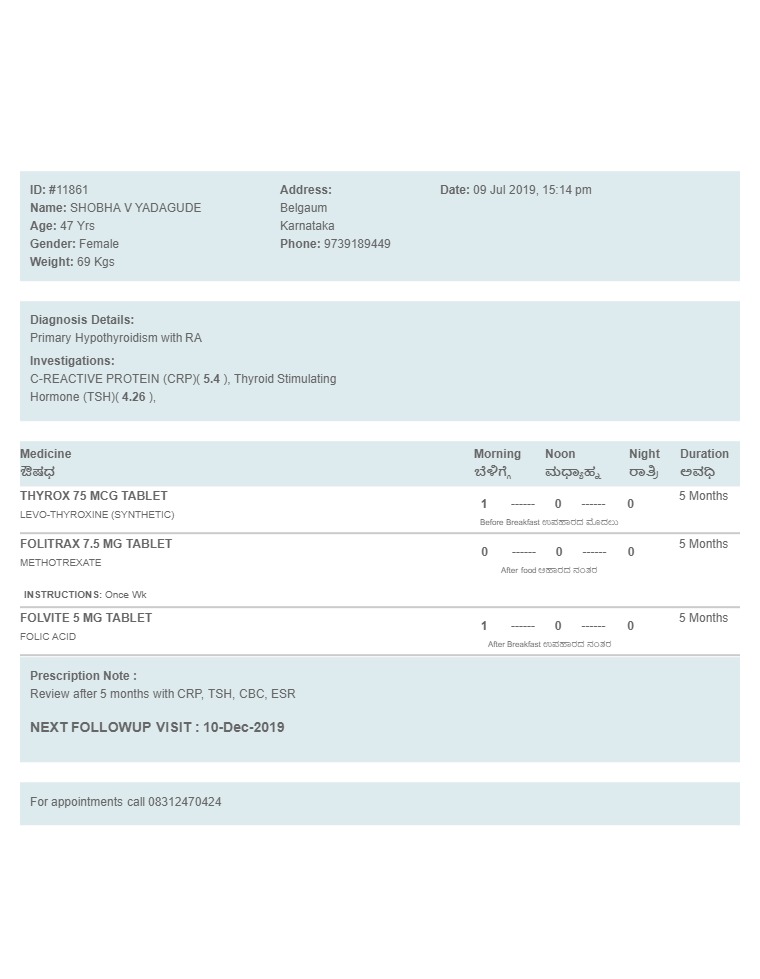 ID: #11861
Name: SHOBHA V YADAGUDE
Age: 47 Yrs
Gender: Female
Weight: 69 Kgs
Address:
Belgaum
Karnataka
Phone: 9739189449
Date: 09 Jul 2019, 15:14 pm
Diagnosis Details:
Primary Hypothyroidism with RA
Investigations:
C-REACTIVE PROTEIN (CRP)( 5.4 ), Thyroid Stimulating
Hormone (TSH)( 4.26 ),
Medicine Morning Noon Night Duration
ಔಷಧ ಬೆಳಿಗ್ಗೆ ಮಧ್ಯಾಹ್ನ ರಾತ್ರಿ ಅವಧಿ
THYROX 75 MCG TABLET 5 Months
LEVO-THYROXINE (SYNTHETIC) 1 ------ 0 ------ 0
Before Breakfast ಉಪಹಾರದ ಮೊದಲು
FOLITRAX 7.5 MG TABLET 5 Months
METHOTREXATE 0 ------ 0 ------ 0
After food ಆಹಾರದ ನಂತರ
INSTRUCTIONS: Once Wk
FOLVITE 5 MG TABLET 5 Months
FOLIC ACID 1 ------ 0 ------ 0
After Breakfast ಉಪಹಾರದ ನಂತರ
Prescription Note :
Review after 5 months with CRP, TSH, CBC, ESR
NEXT FOLLOWUP VISIT : 10-Dec-2019
For appointments call 08312470424